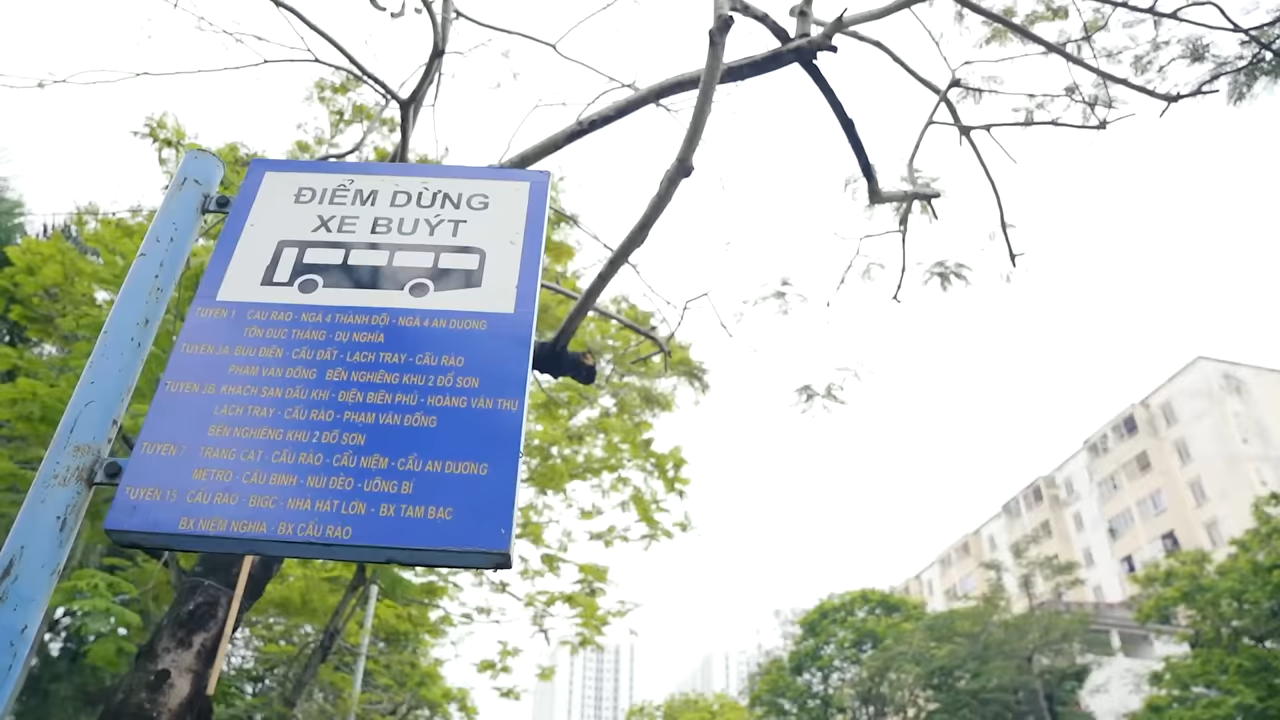 ĐIỂM DỪNG
XE BUÝT
TUYẾN 1 CẦU RÀO - NGÃ 4 THÀNH ĐỘI - NGÃ 4 AN DƯƠNG
TÔN ĐỨC THẮNG - DỤ NGHĨA
TUYẾN 3A BƯU ĐIỆN - CẦU ĐẤT - LẠCH TRAY - CẦU RÀO
PHẠM VĂN ĐỒNG BẾN NGHIÊNG KHU 2 ĐỒ SƠN
TUYẾN 3B KHÁCH SẠN DẦU KHÍ - ĐIỆN BIÊN PHỦ - HOÀNG VĂN THỤ
LẠCH TRAY - CẦU RÀO - PHẠM VĂN ĐỒNG
BẾN NGHIÊNG KHU 2 ĐỒ SƠN
TUYẾN 7 TRÀNG CÁT - CẦU RÀO - CẦU NIỆM - CẦU AN DƯƠNG
METRO - CẦU BÍNH - NÚI ĐÈO - UÔNG BÍ
TUYẾN 15 CẦU RÀO - BIGC - NHÀ HÁT LỚN - BX TAM BẠC
BX NIỆM NGHĨA - BX CẦU RÀO